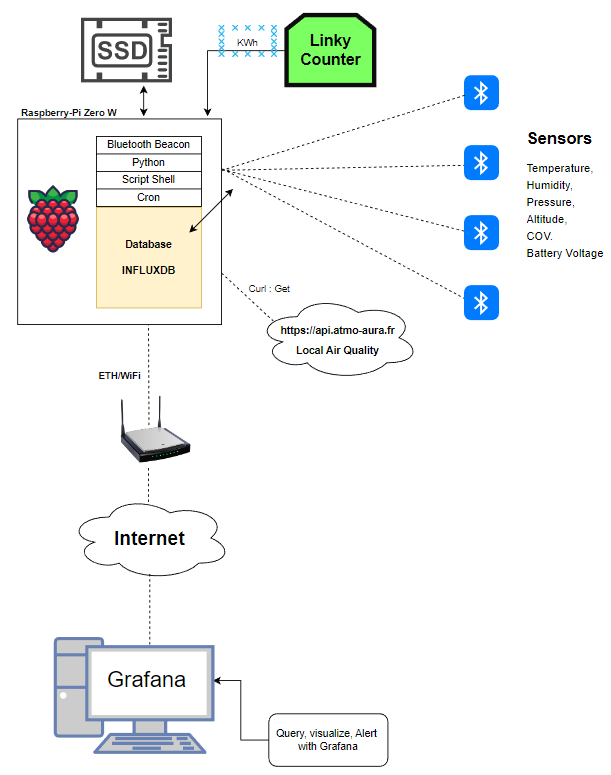 SSD
KWh
Linky
Counter
Raspberry-Pi Zero W
Bluetooth Beacon
Python
Script Shell
Cron
Database
INFLUXDB
Sensors
Temperature,
Humidity,
Pressure,
Altitude,
COV.
Battery Voltage
Curl : Get
https://api.atmo-aura.fr
Local Air Quality
ETH/WiFi
Internet
Grafana
Query, visualize, Alert
with Grafana